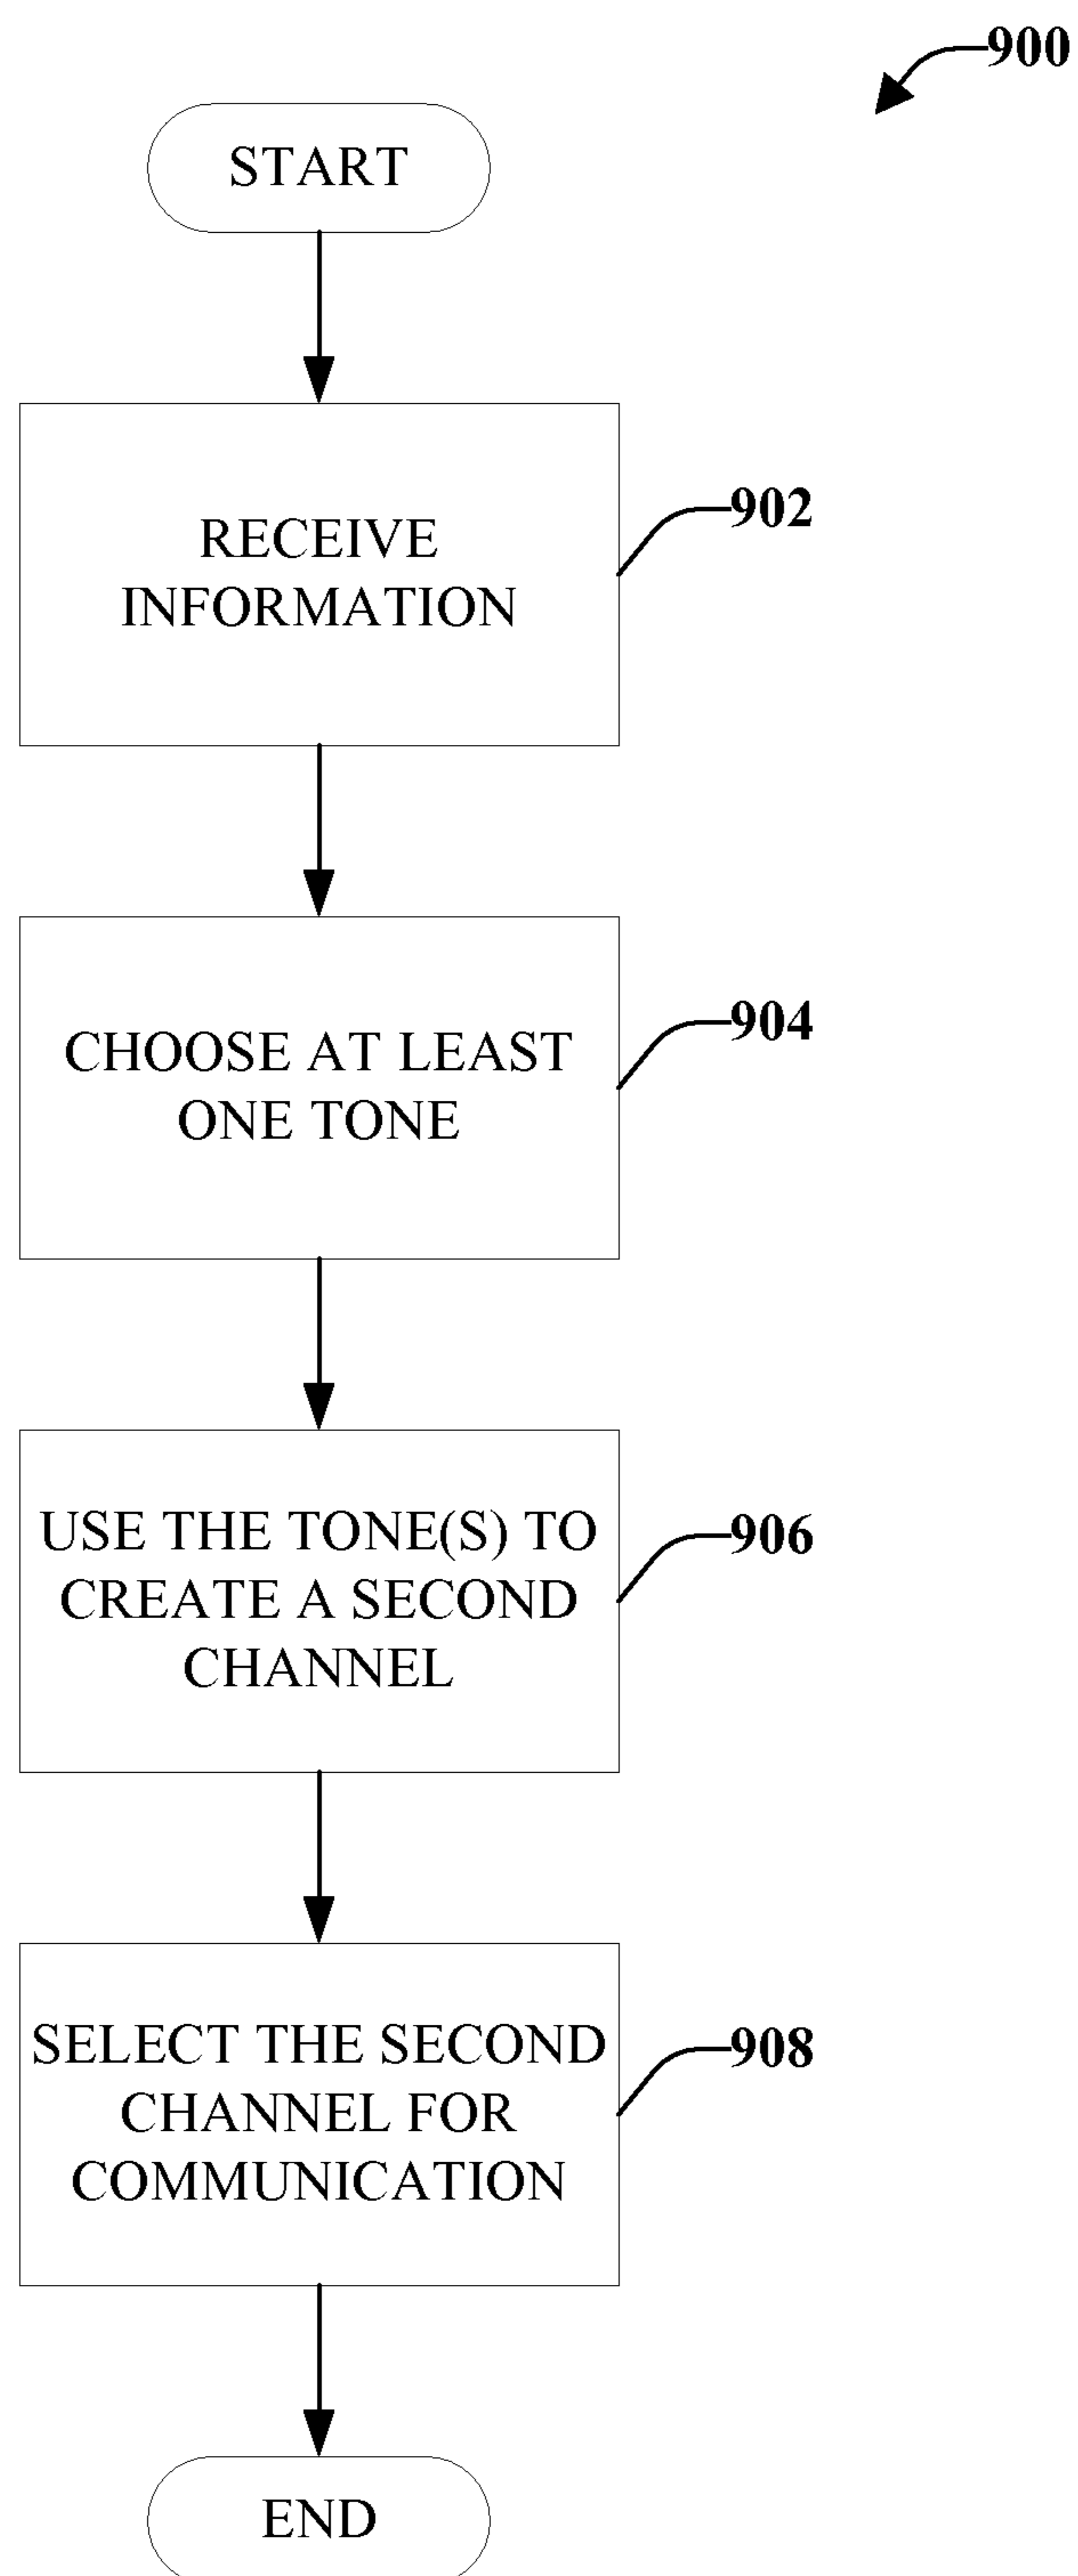 900
START
RECEIVE
INFORMATION
902
CHOOSE AT LEAST
ONE TONE
904
USE THE TONE(S) TO
CREATE A SECOND
CHANNEL
906
SELECT THE SECOND
CHANNEL FOR
COMMUNICATION
908
END